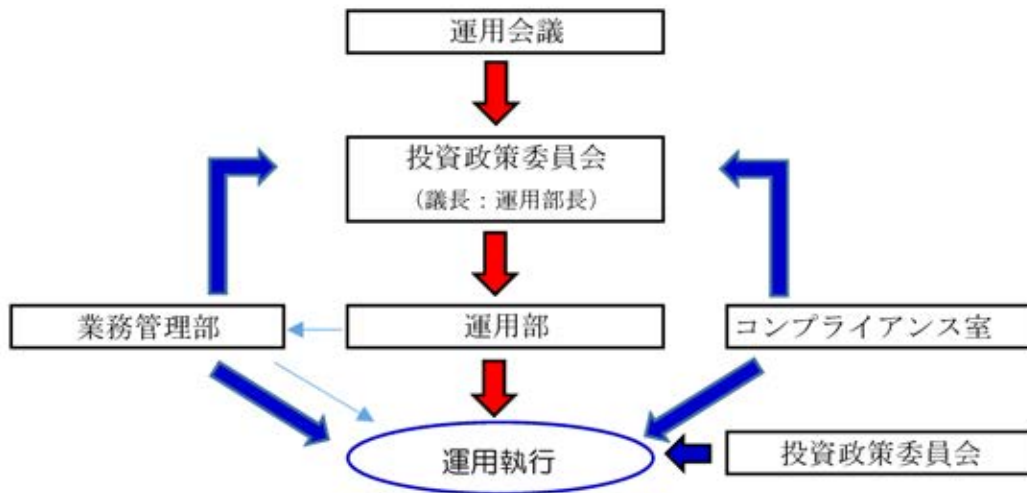 運用会議
投資政策委員会
（議長：運用部長）
業務管理部
運用部
コンプライアンス室
運用執行
投資政策委員会